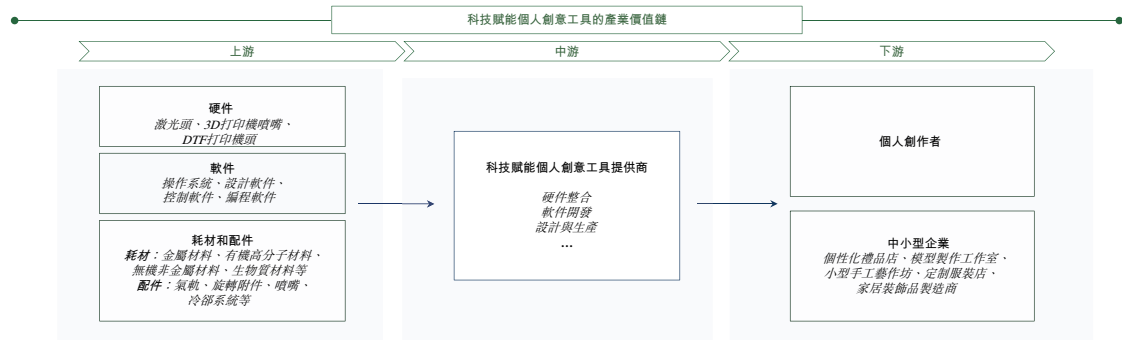 科技賦能個人創意工具的產業價值鏈
上游
中游
下游
硬件
激光頭、3D打印機噴嘴、
DTF打印機頭
軟件
操作系統、設計軟件、
控制軟件、編程軟件
耗材和配件
耗材：金屬材料、有機高分子材料、
無機非金屬材料、生物質材料等
配件：氣軌、旋轉附件、噴嘴、
冷卻系統等
科技賦能個人創意工具提供商
硬件整合
軟件開發
設計與生產
...
個人創作者
中小型企業
個性化禮品店、模型製作工作室、
小型手工藝作坊、定制服裝店、
家居裝飾品製造商